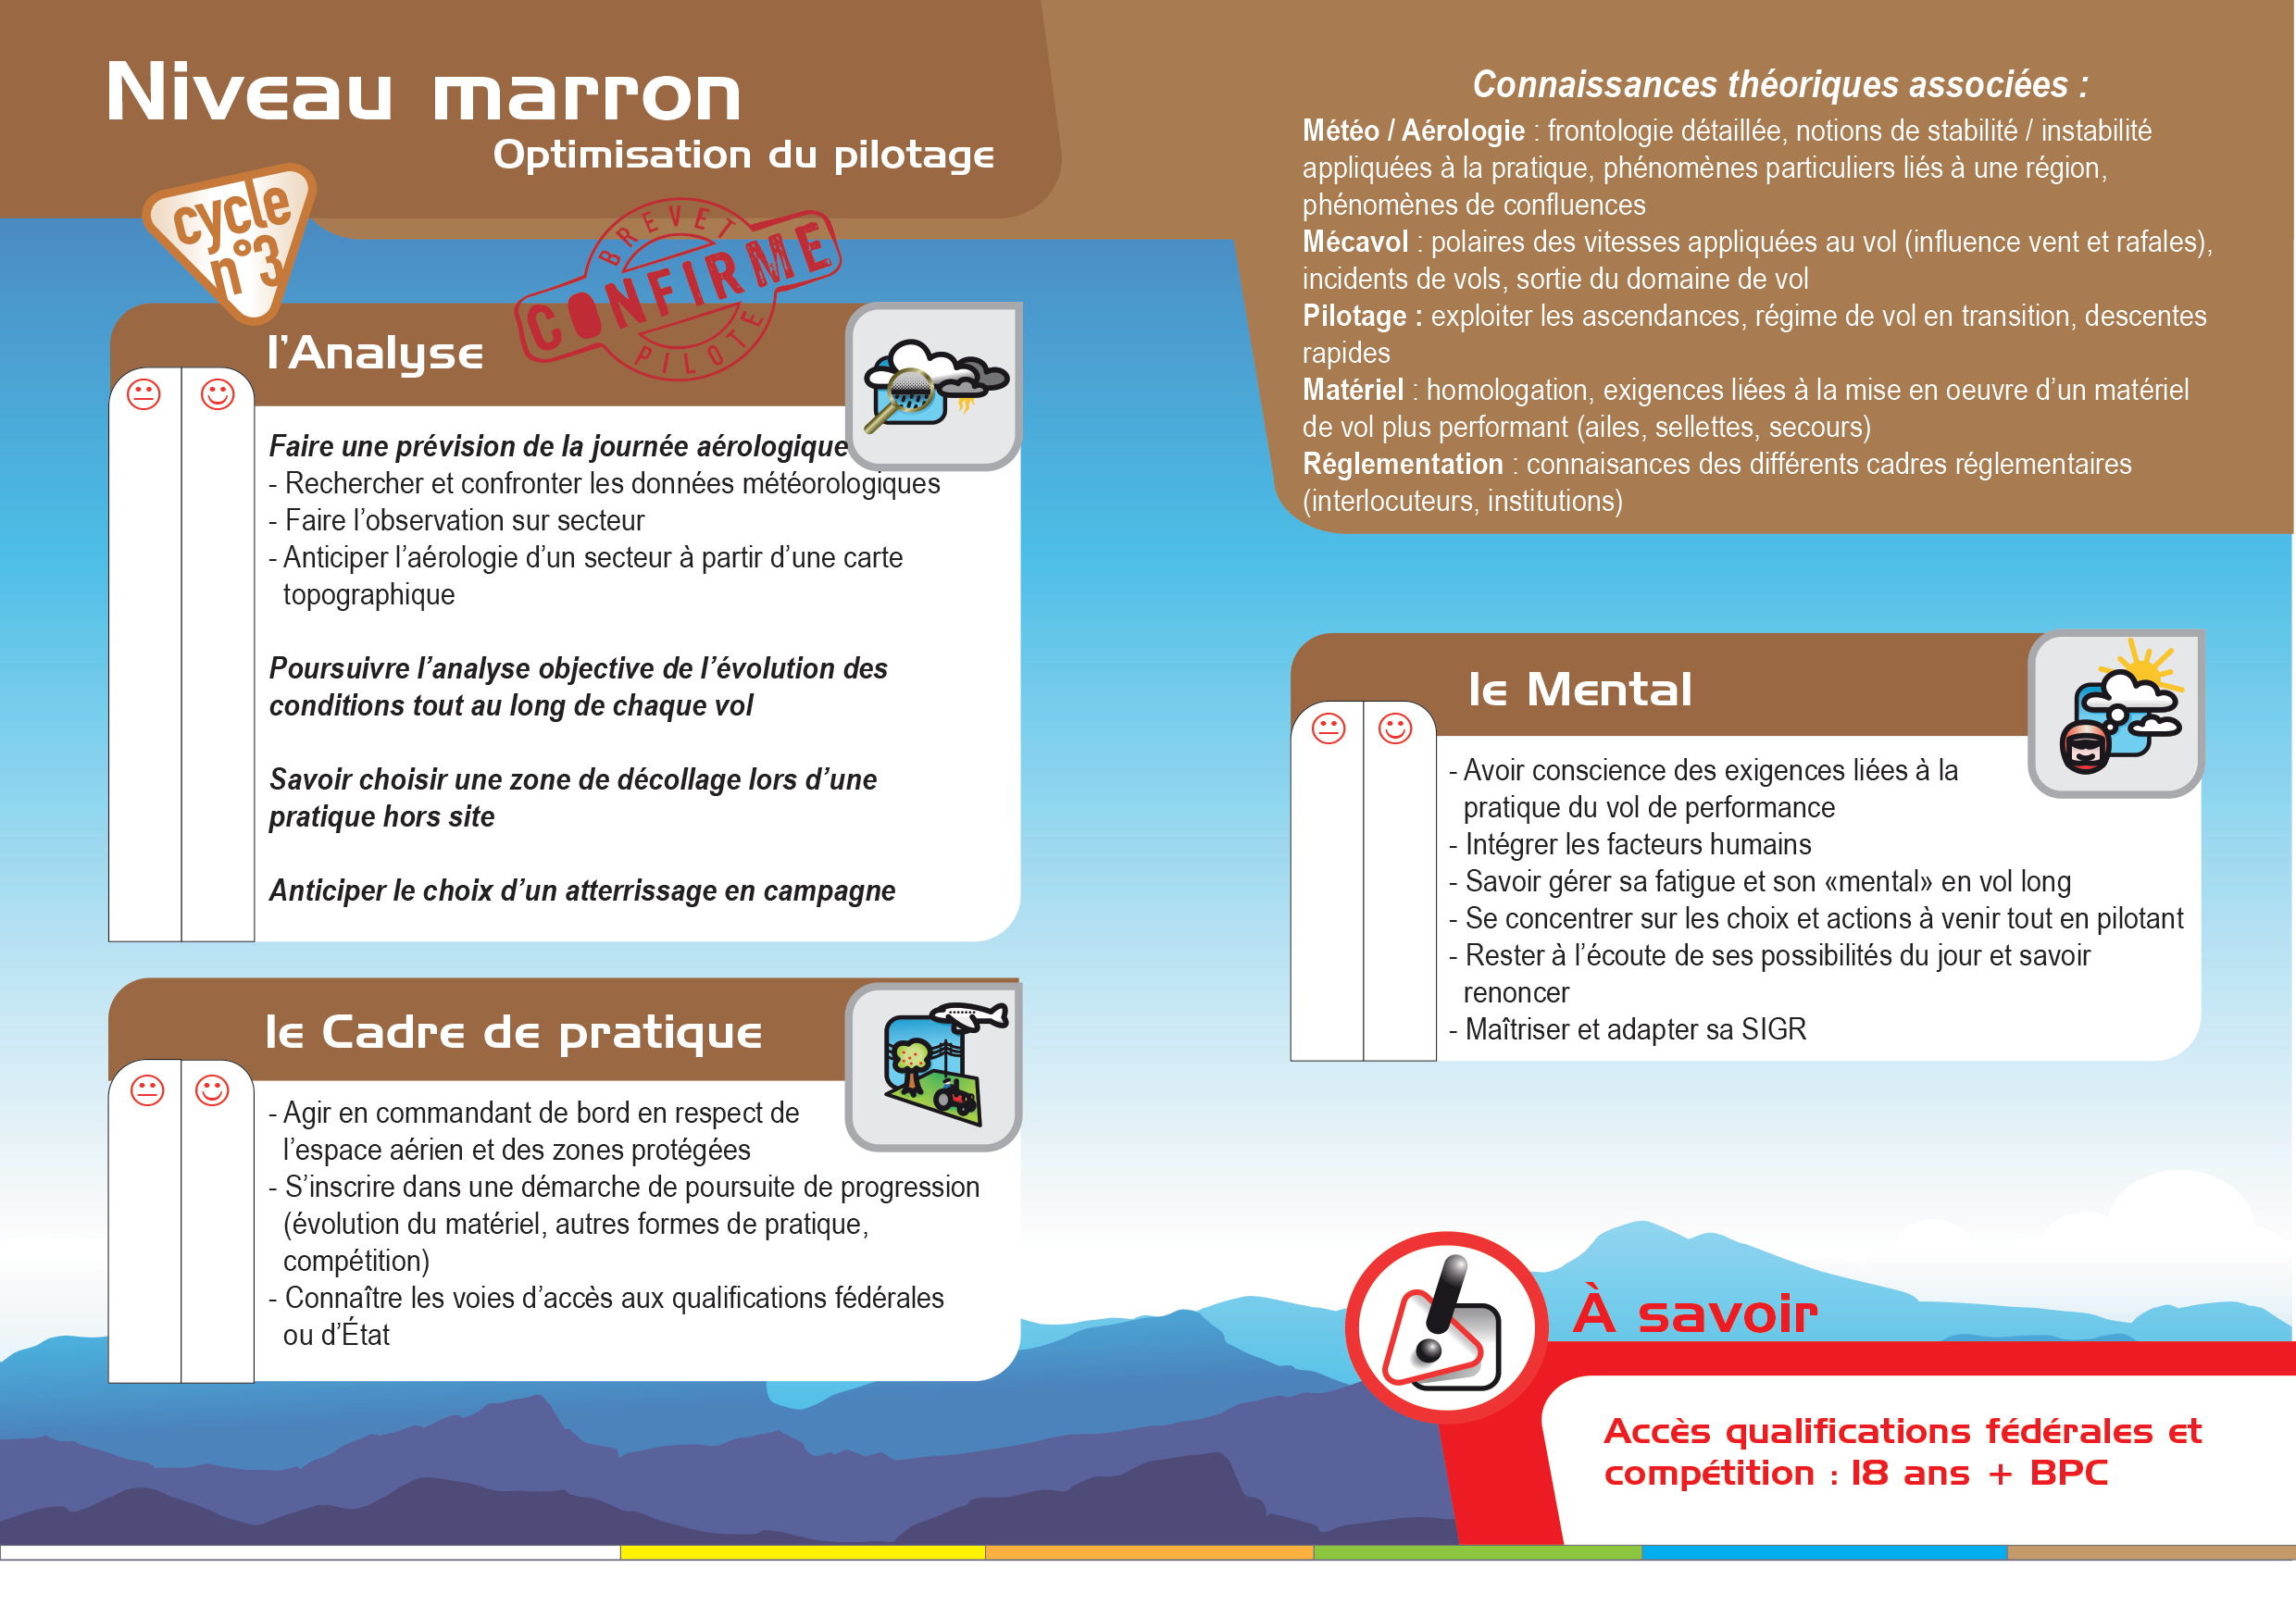 Niveau marron
Optimisation du pilotage
cycle
n°3
BREVET
CONFIRME
PILOTE
l'Analyse
Faire une prévision de la journée aérologique
- Rechercher et confronter les données météorologiques
- Faire l'observation sur secteur
- Anticiper l'aérologie d'un secteur à partir d'une carte
topographique
Poursuivre l'analyse objective de l'évolution des
conditions tout au long de chaque vol
Savoir choisir une zone de décollage lors d'une
pratique hors site
Anticiper le choix d'un atterrissage en campagne
le Cadre de pratique
- Agir en commandant de bord en respect de
l'espace aérien et des zones protégées
- S'inscrire dans une démarche de poursuite de progression
(évolution du matériel, autres formes de pratique,
compétition)
- Connaître les voies d'accès aux qualifications fédérales
ou d'État
Connaissances théoriques associées :
Météo / Aérologie : frontologie détaillée, notions de stabilité / instabilité
appliquées à la pratique, phénomènes particuliers liés à une région,
phénomènes de confluences
Mécavol : polaires des vitesses appliquées au vol (influence vent et rafales),
incidents de vols, sortie du domaine de vol
Pilotage : exploiter les ascendances, régime de vol en transition, descentes
rapides
Matériel : homologation, exigences liées à la mise en oeuvre d'un matériel
de vol plus performant (ailes, sellettes, secours)
Réglementation : connaisances des différents cadres réglementaires
(interlocuteurs, institutions)
le Mental
- Avoir conscience des exigences liées à la
pratique du vol de performance
- Intégrer les facteurs humains
- Savoir gérer sa fatigue et son «mental» en vol long
- Se concentrer sur les choix et actions à venir tout en pilotant
- Rester à l'écoute de ses possibilités du jour et savoir
renoncer
- Maîtriser et adapter sa SIGR
À savoir
Accès qualifications fédérales et
compétition : 18 ans + BPC